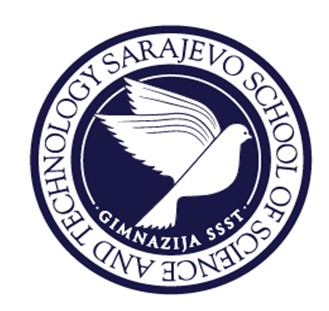 SARAJEVO SCHOOL OF SCIENCE AND TECHNOLOGY
· GIMNAZIJA SSST ·